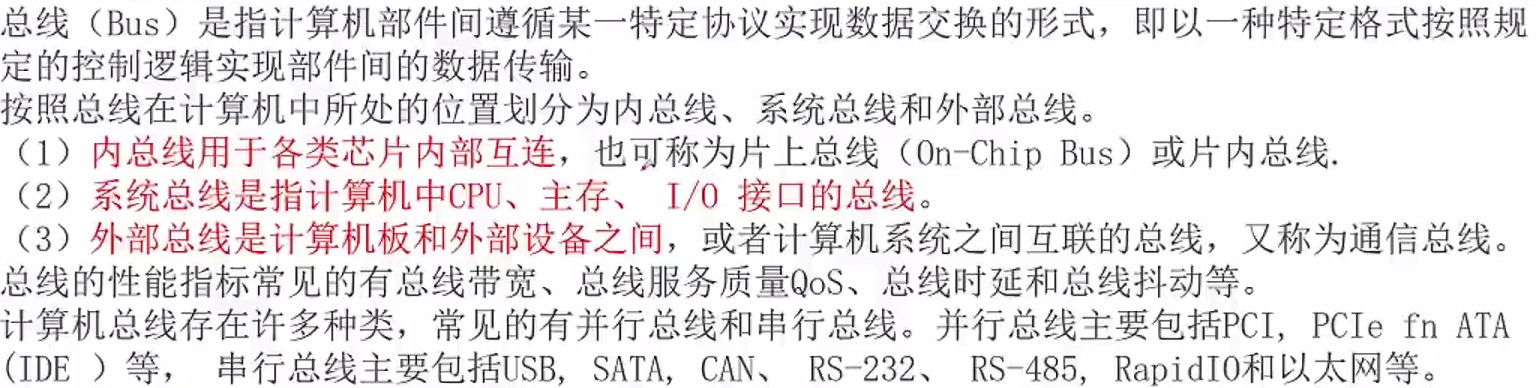 总线（Bus）是指计算机部件间遵循某一特定协议实现数据交换的形式，即以一种特定格式按照规
定的控制逻辑实现部件间的数据传输。
按照总线在计算机中所处的位置划分为内总线、系统总线和外部总线。
（1）内总线用于各类芯片内部互连，也可称为片上总线（On-Chip Bus）或片内总线.
（2）系统总线是指计算机中CPU、主存、 I/O 接口的总线。
（3）外部总线是计算机板和外部设备之间，或者计算机系统之间互联的总线，又称为通信总线。
总线的性能指标常见的有总线带宽、总线服务质量QoS、总线时延和总线抖动等。
计算机总线存在许多种类，常见的有并行总线和串行总线。并行总线主要包括PCI, PCIe fn ATA
(IDE ）等， 串行总线主要包括USB, SATA, CAN、 RS-232、 RS-485, RapidIO和以太网等。